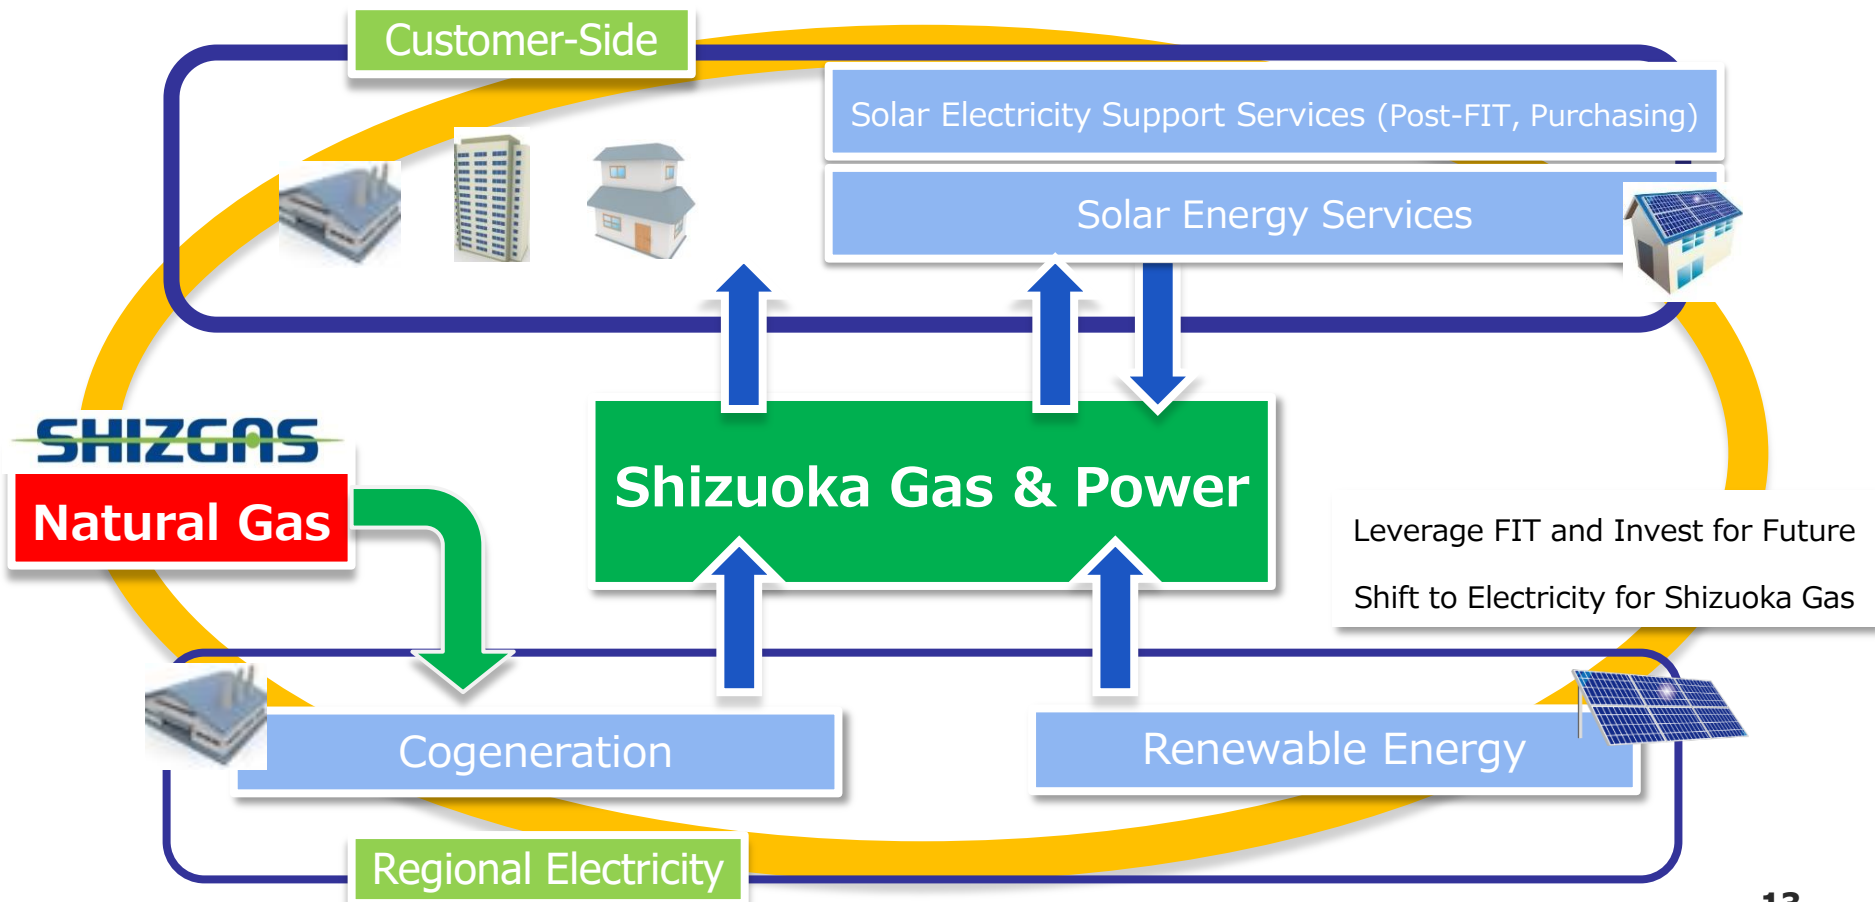 Customer-Side
Solar Electricity Support Services (Post-FIT, Purchasing)
Solar Energy Services
SHIZGAS
Natural Gas
Shizuoka Gas & Power
Leverage FIT and Invest for Future
Shift to Electricity for Shizuoka Gas
Cogeneration
Renewable Energy
Regional Electricity
13